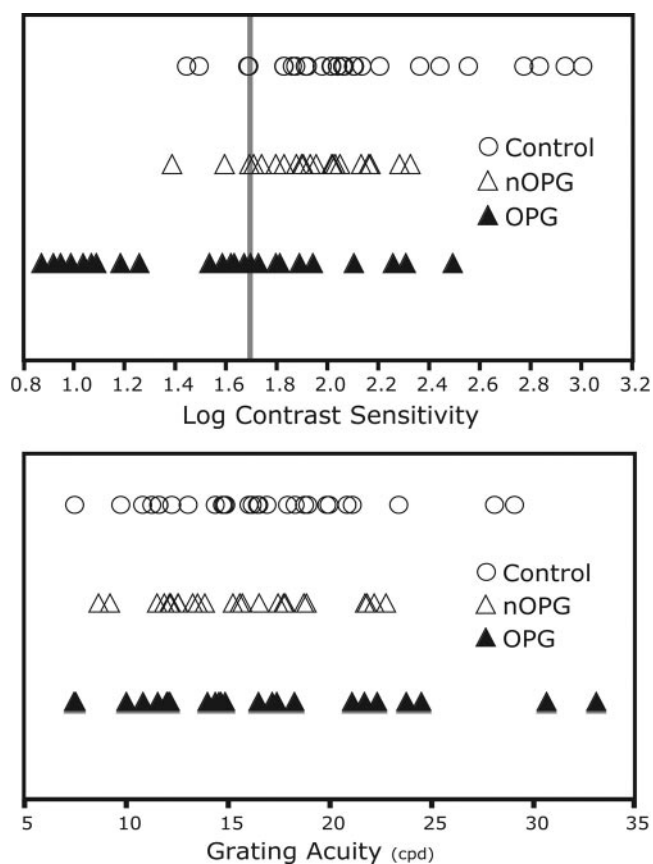 Control
nOPG
OPG
0.8 1.0 1.2 1.4 1.6 1.8 2.0 2.2 2.4 2.6 2.8 3.0 3.2
Log Contrast Sensitivity
Control
nOPG
OPG
5 10 15 20 25 30 35
Grating Acuity (cpd)